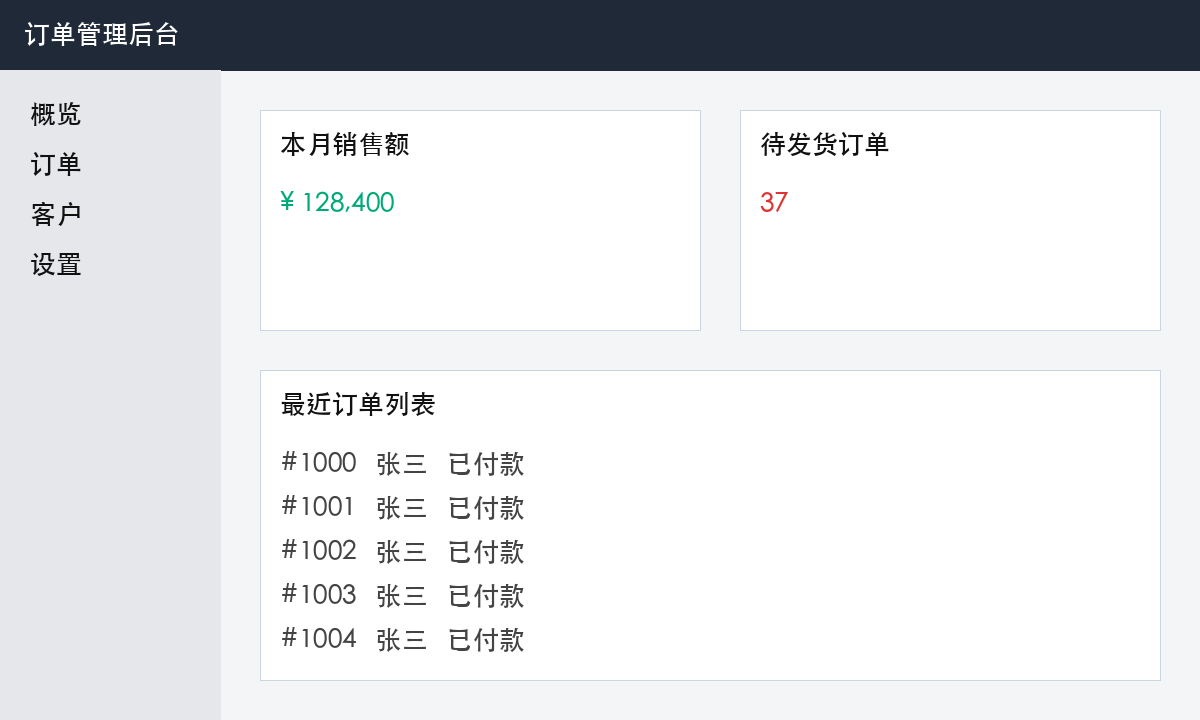 订单管理后台
概览
订单
客户
设置
本月销售额
¥ 128,400
待发货订单
37
最近订单列表
#1000 张三 已付款
#1001 张三 已付款
#1002 张三 已付款
#1003 张三 已付款
#1004 张三 已付款